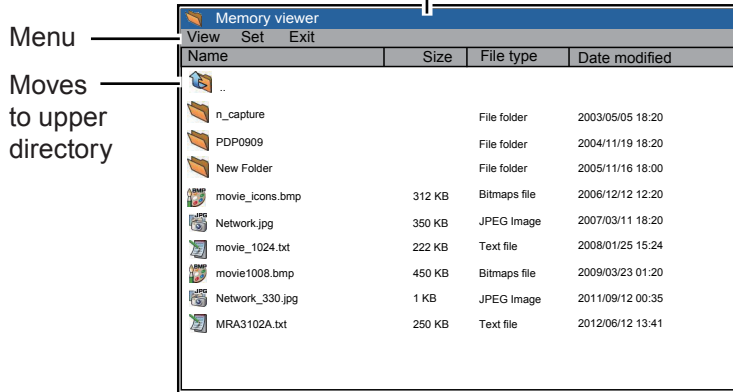 Memory viewer
Menu
View Set Exit
Name Size File type Date modified
Moves
to upper
directory
..
n_capture File folder 2003/05/05 18:20
PDP0909 File folder 2004/11/19 18:20
New Folder File folder 2005/11/16 18:00
BMP movie_icons.bmp 312 KB Bitmaps file 2006/12/12 12:20
JPG Network.jpg 350 KB JPEG Image 2007/03/11 18:20
movie_1024.txt 222 KB Text file 2008/01/25 15:24
BMP movie1008.bmp 450 KB Bitmaps file 2009/03/23 01:20
JPG Network_330.jpg 1 KB JPEG Image 2011/09/12 00:35
MRA3102A.txt 250 KB Text file 2012/06/12 13:41